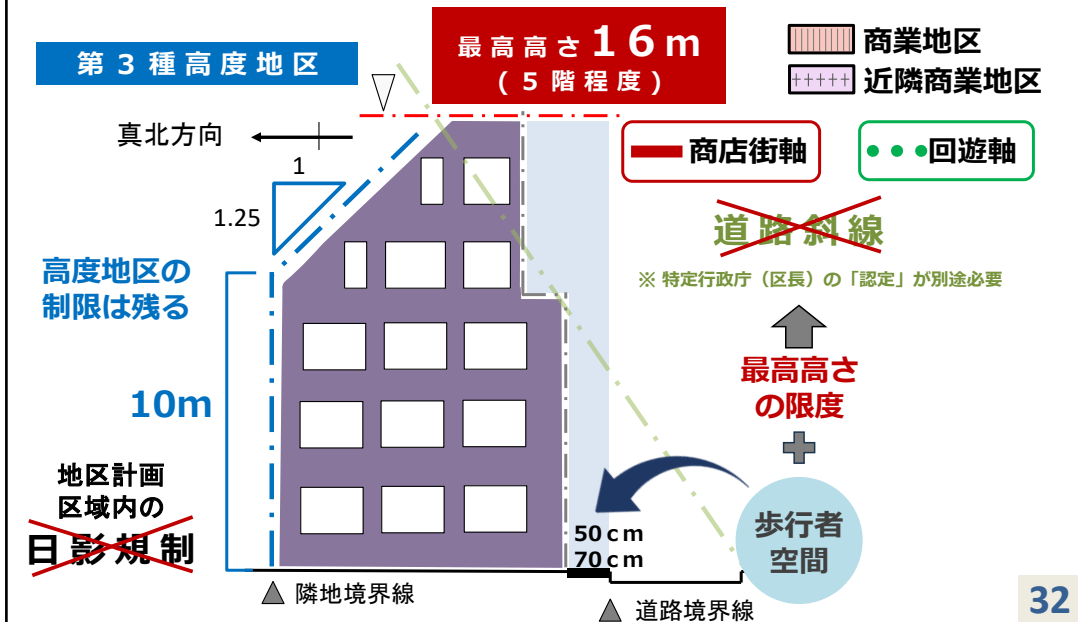 第３種高度地区
最高高さ１６ｍ
(５階程度)
商業地区
近隣商業地区
真北方向
商店街軸
回遊軸
1
1.25
道路斜線
※ 特定行政庁（区長）の「認定」が別途必要
高度地区の
制限は残る
最高高さ
の限度
10m
地区計画
区域内の
日影規制
50ｃｍ
70ｃｍ
歩行者
空間
隣地境界線
道路境界線
32